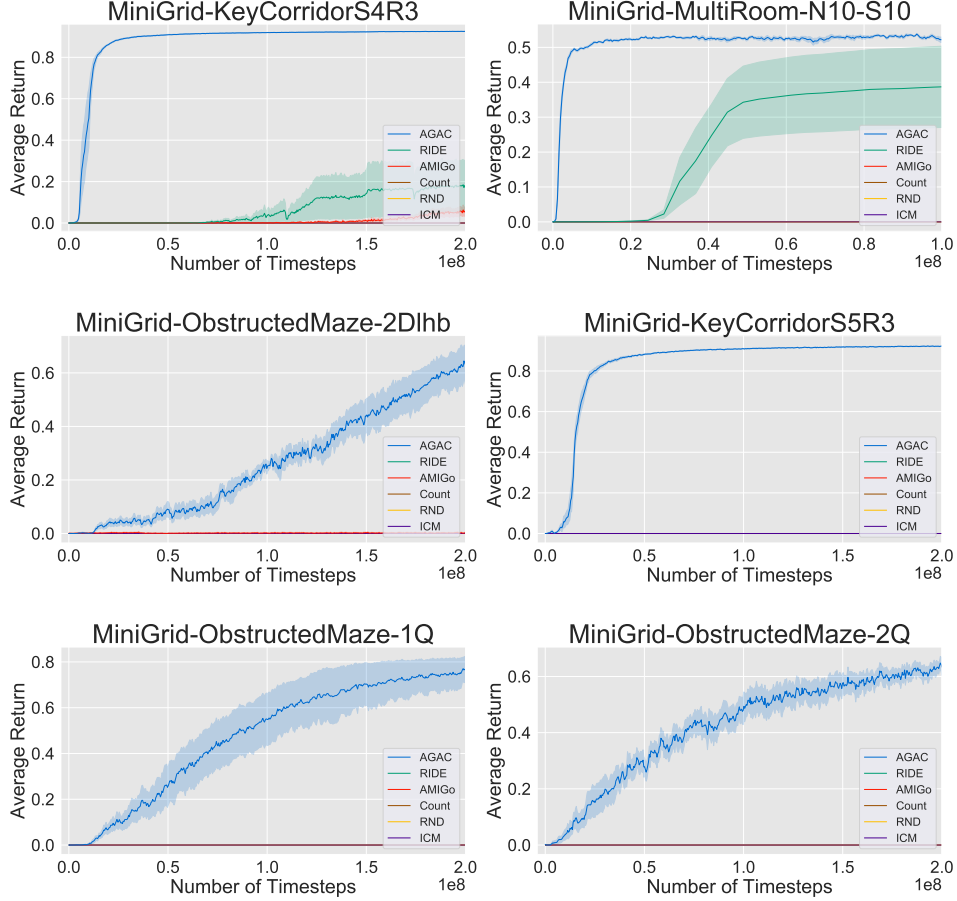 MiniGrid-KeyCorridorS4R3
Average Return
0.8
0.6
0.4
0.2
0.0
AGAC
RIDE
AMIGo
Count
RND
ICM
0.0 0.5 1.0 1.5 2.0
Number of Timesteps 1e8
MiniGrid-MultiRoom-N10-S10
Average Return
0.5
0.4
0.3
0.2
0.1
0.0
AGAC
RIDE
AMIGo
Count
RND
ICM
0.0 0.2 0.4 0.6 0.8 1.0
Number of Timesteps 1e8
MiniGrid-ObstructedMaze-2Dlhb
Average Return
0.6
0.4
0.2
0.0
AGAC
RIDE
AMIGo
Count
RND
ICM
0.0 0.5 1.0 1.5 2.0
Number of Timesteps 1e8
MiniGrid-KeyCorridorS5R3
Average Return
0.8
0.6
0.4
0.2
0.0
AGAC
RIDE
AMIGo
Count
RND
ICM
0.0 0.5 1.0 1.5 2.0
Number of Timesteps 1e8
MiniGrid-ObstructedMaze-1Q
Average Return
0.8
0.6
0.4
0.2
0.0
AGAC
RIDE
AMIGo
Count
RND
ICM
0.0 0.5 1.0 1.5 2.0
Number of Timesteps 1e8
MiniGrid-ObstructedMaze-2Q
Average Return
0.6
0.4
0.2
0.0
AGAC
RIDE
AMIGo
Count
RND
ICM
0.0 0.5 1.0 1.5 2.0
Number of Timesteps 1e8